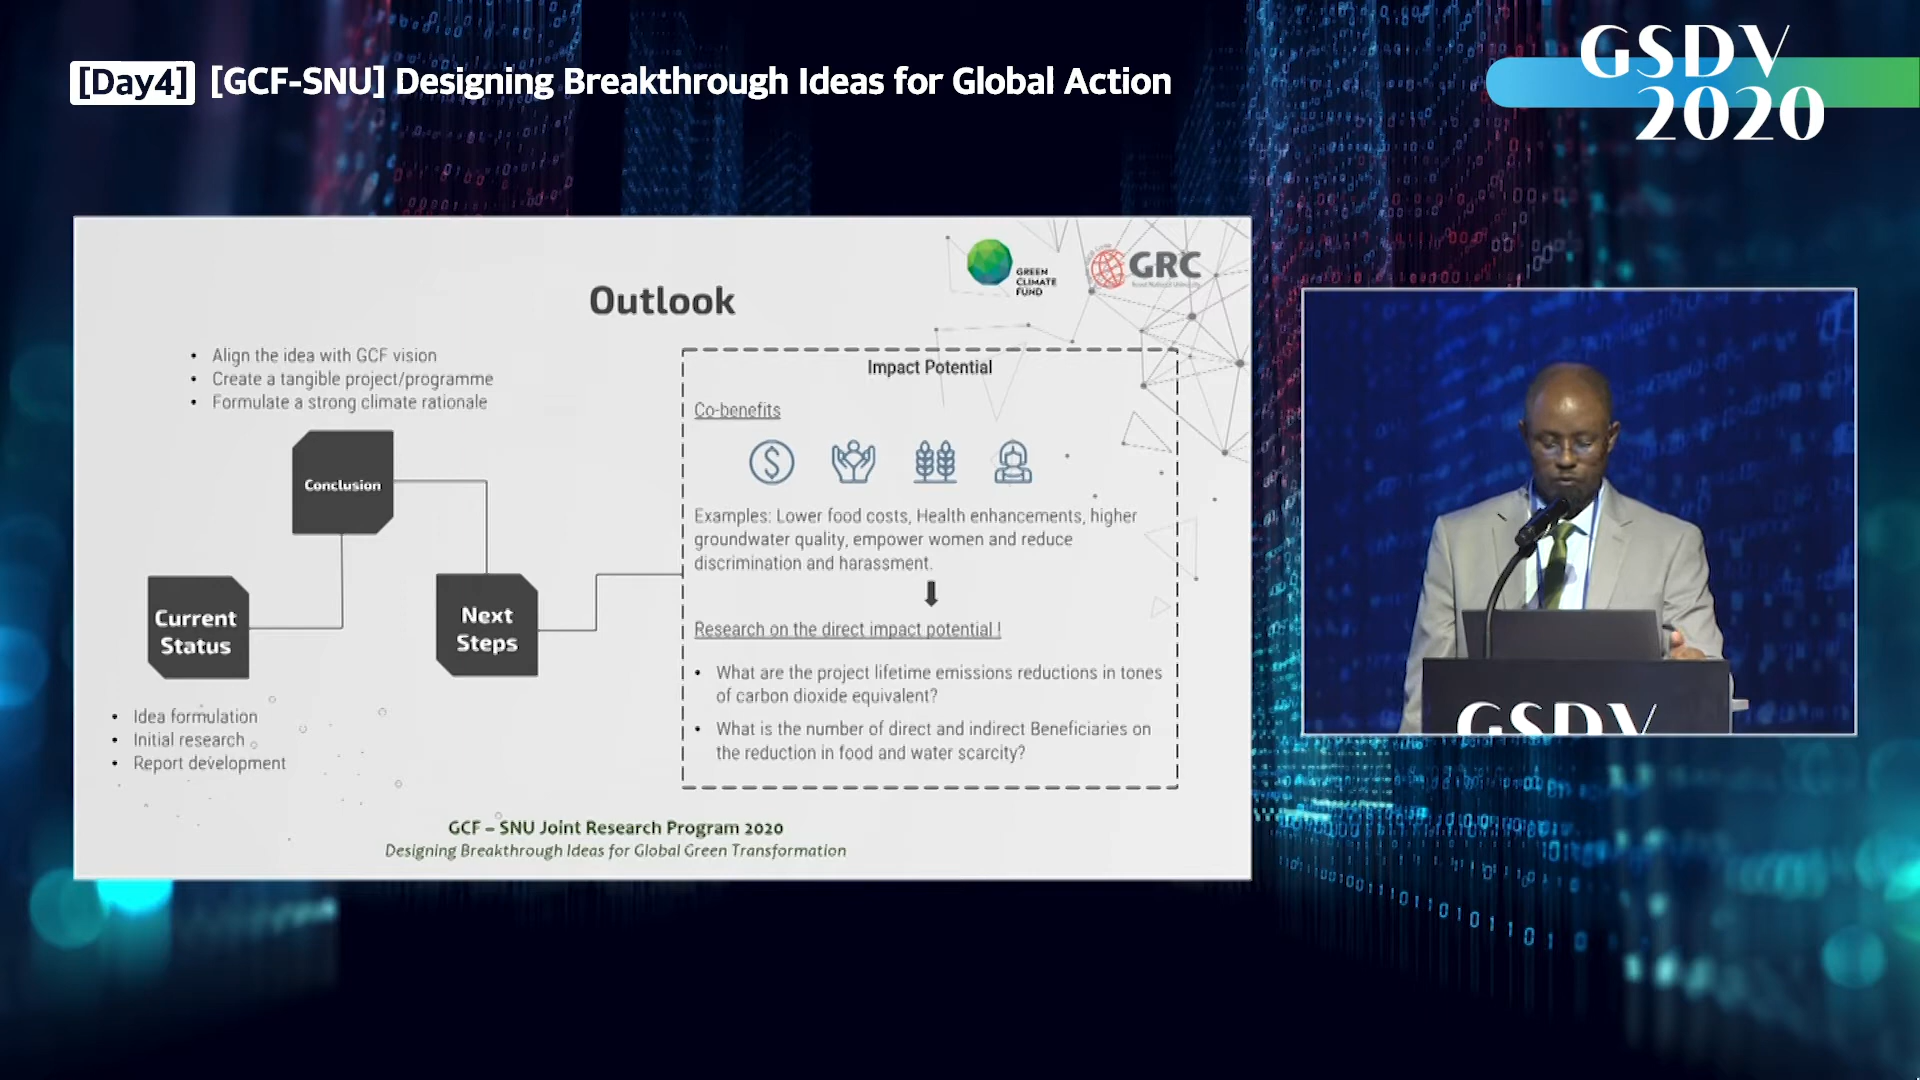 [Day4] [GCF-SNU] Designing Breakthrough Ideas for Global Action
GSDV
2020
GREEN
CLIMATE
FUND
GRC
Outlook
• Align the idea with GCF vision
• Create a tangible project/programme
• Formulate a strong climate rationale
Conclusion
Current
Status
Next
Steps
• Idea formulation
• Initial research
• Report development
Impact Potential
Co-benefits
$
Examples: Lower food costs, Health enhancements, higher
groundwater quality, empower women and reduce
discrimination and harassment.
Research on the direct impact potential !
• What are the project lifetime emissions reductions in tones
of carbon dioxide equivalent?
• What is the number of direct and indirect Beneficiaries on
the reduction in food and water scarcity?
GCF – SNU Joint Research Program 2020
Designing Breakthrough Ideas for Global Green Transformation
GSDV